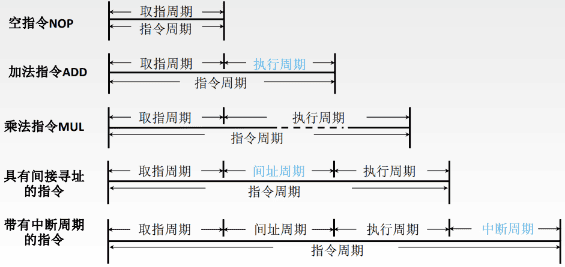 空指令NOP 取指周期
指令周期
加法指令ADD 取指周期 执行周期
指令周期
乘法指令MUL 取指周期 执行周期
指令周期
具有间接寻址的指令 取指周期 间址周期 执行周期
指令周期
带有中断周期的指令 取指周期 间址周期 执行周期 中断周期
指令周期